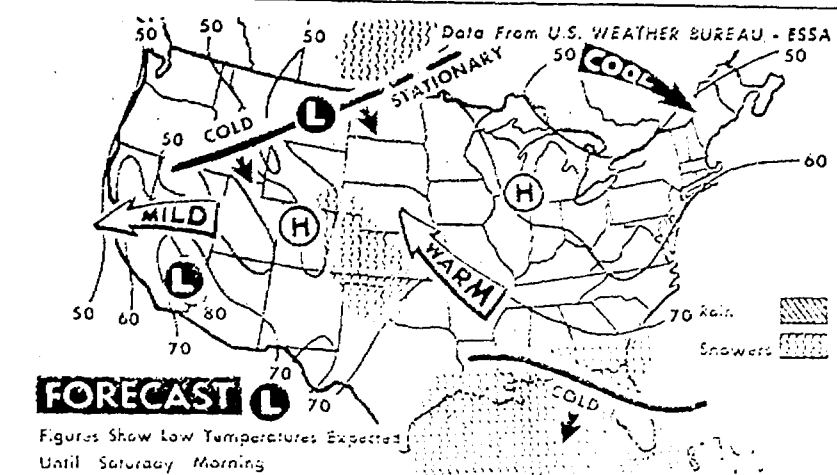 Data From U.S. WEATHER BUREAU - ESSA
50
50
50
50
50
COOL
STATIONARY
L
COLD
50
60
H
MILD
H
WARM
L
50
60
80
70
70
Rain
Showers
70
70
COLD
FORECAST
L
Figures Show Low Temperatures Expected
Until Saturday Morning